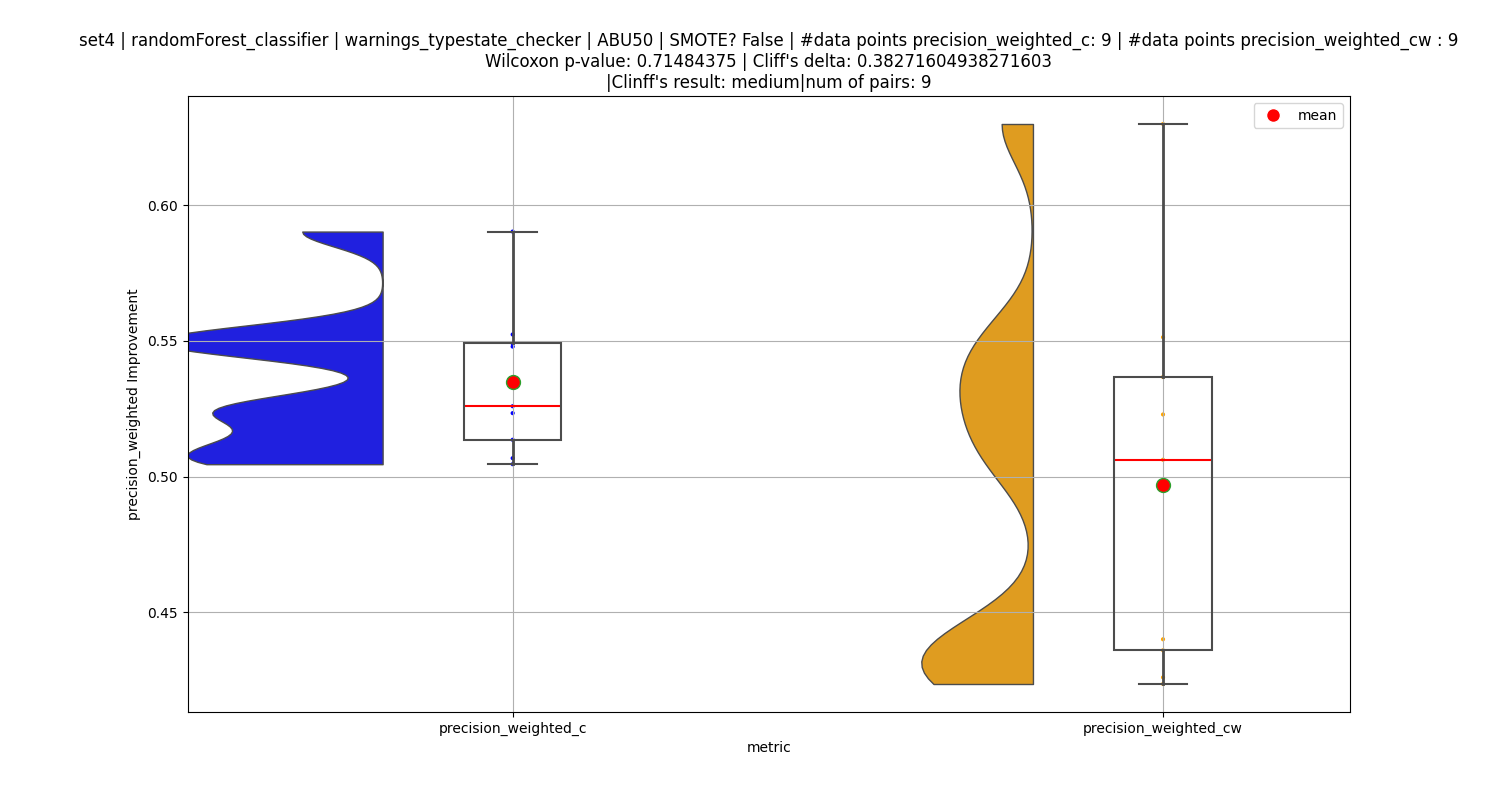 set4 | randomForest_classifier | warnings_typestate_checker | ABU50 | SMOTE? False | #data points precision_weighted_c: 9 | #data points precision_weighted_cw : 9
Wilcoxon p-value: 0.71484375 | Cliff's delta: 0.38271604938271603
|Clinff's result: medium|num of pairs: 9
mean
0.60
0.55
0.50
0.45
precision_weighted Improvement
precision_weighted_c
precision_weighted_cw
metric